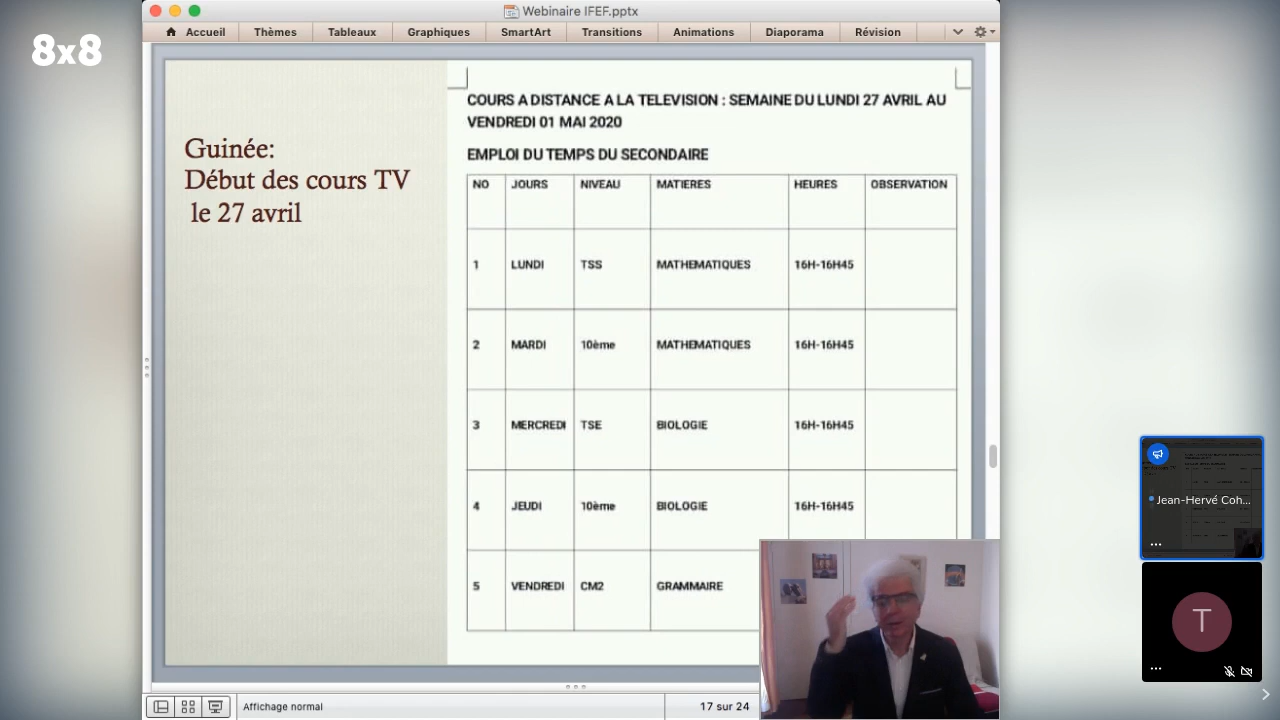 8x8
Webinaire IFEF.pptx
Accueil Thèmes Tableaux Graphiques SmartArt Transitions Animations Diaporama Révision
Guinée:
Début des cours TV
le 27 avril
COURS A DISTANCE A LA TELEVISION : SEMAINE DU LUNDI 27 AVRIL AU
VENDREDI 01 MAI 2020
EMPLOI DU TEMPS DU SECONDAIRE
NO JOURS NIVEAU MATIERES HEURES OBSERVATION
1 LUNDI TSS MATHEMATIQUES 16H-16H45
2 MARDI 10ème MATHEMATIQUES 16H-16H45
3 MERCREDI TSE BIOLOGIE 16H-16H45
4 JEUDI 10ème BIOLOGIE 16H-16H45
5 VENDREDI CM2 GRAMMAIRE
Jean-Hervé Coh...
T
Affichage normal
17 sur 24